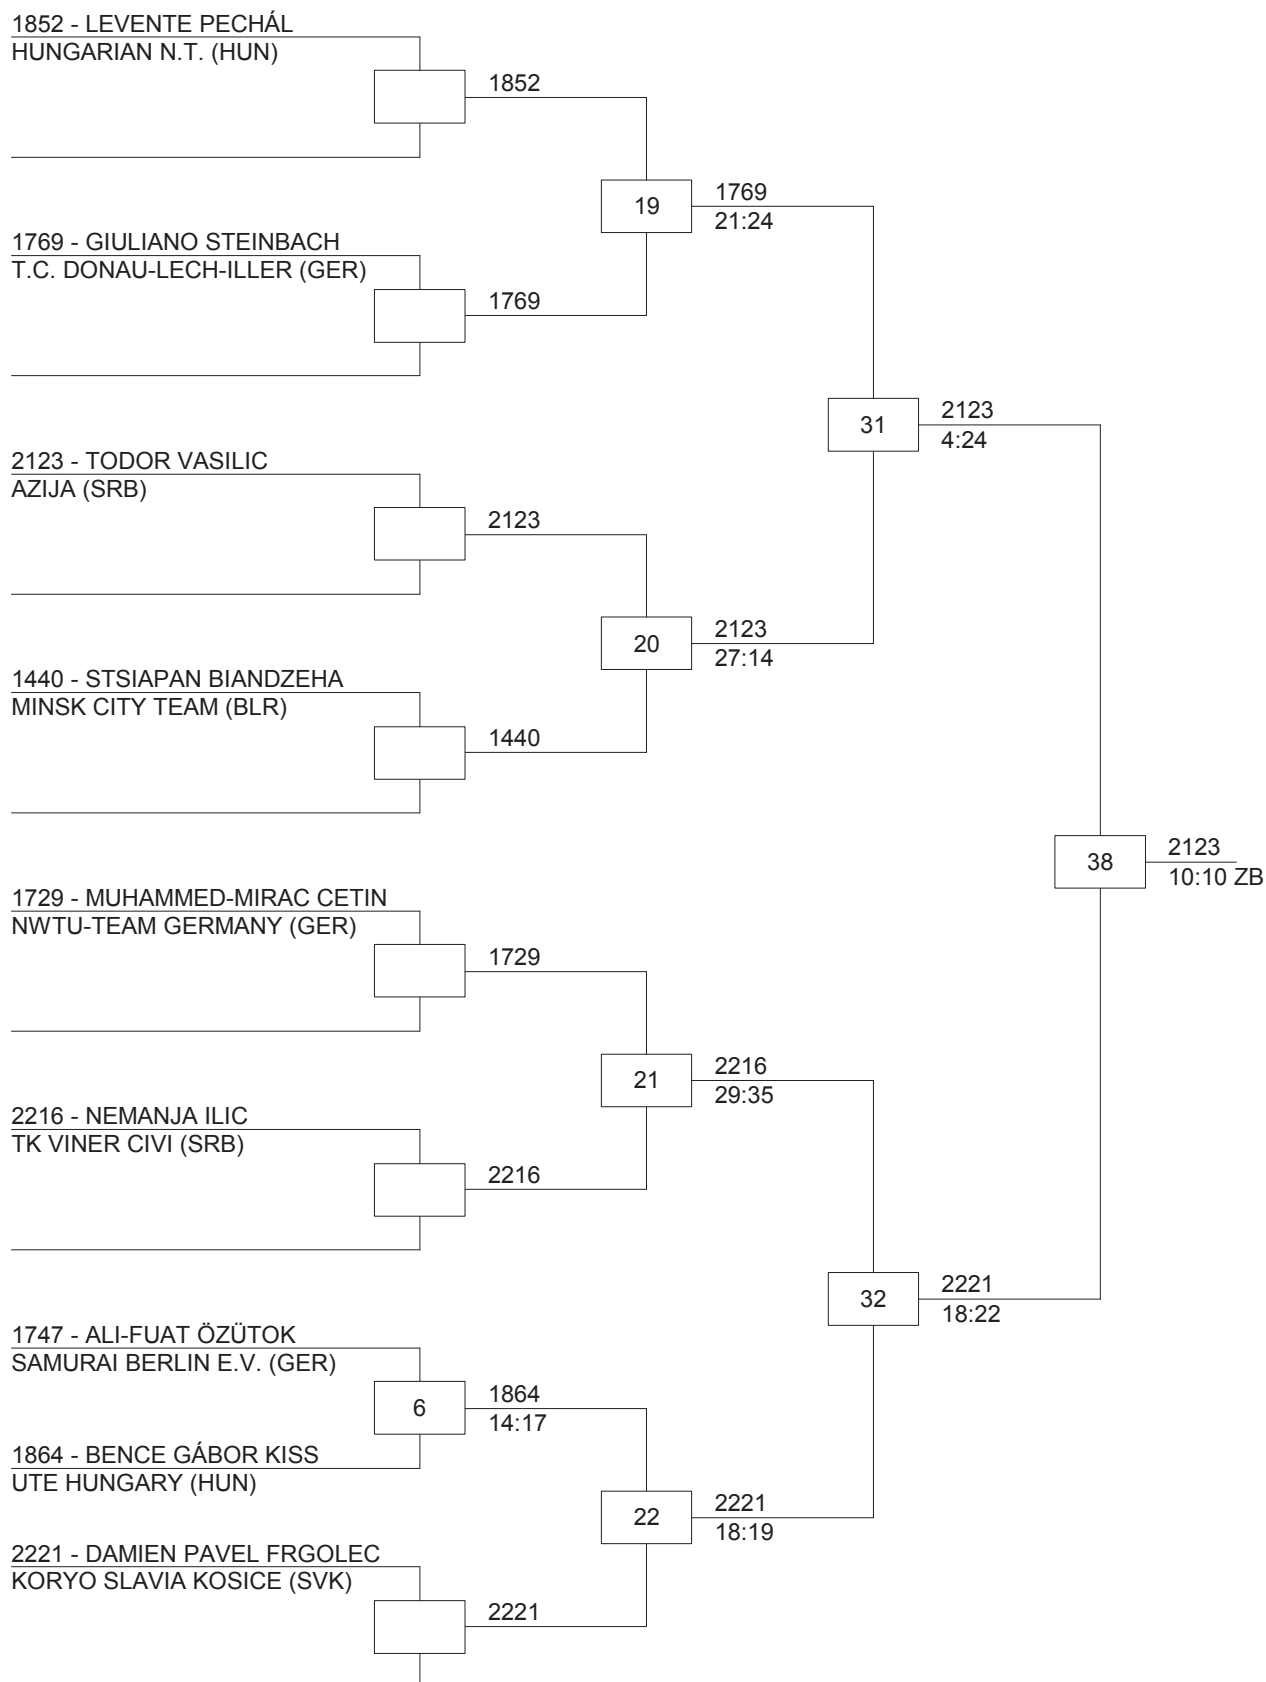 1852 - LEVENTE PECHÁL
HUNGARIAN N.T. (HUN)
1852
19
1769
21:24
1769 - GIULIANO STEINBACH
T.C. DONAU-LECH-ILLER (GER)
1769
31
2123
4:24
2123 - TODOR VASILIC
AZIJA (SRB)
2123
20
2123
27:14
1440 - STSIAPAN BIANDZEHA
MINSK CITY TEAM (BLR)
1440
38
2123
10:10 ZB
1729 - MUHAMMED-MIRAC CETIN
NWTU-TEAM GERMANY (GER)
1729
21
2216
29:35
2216 - NEMANJA ILIC
TK VINER CIVI (SRB)
2216
32
2221
18:22
1747 - ALI-FUAT ÖZÜTOK
SAMURAI BERLIN E.V. (GER)
6
1864
14:17
1864 - BENCE GÁBOR KISS
UTE HUNGARY (HUN)
22
2221
18:19
2221 - DAMIEN PAVEL FRGOLEC
KORYO SLAVIA KOSICE (SVK)
2221